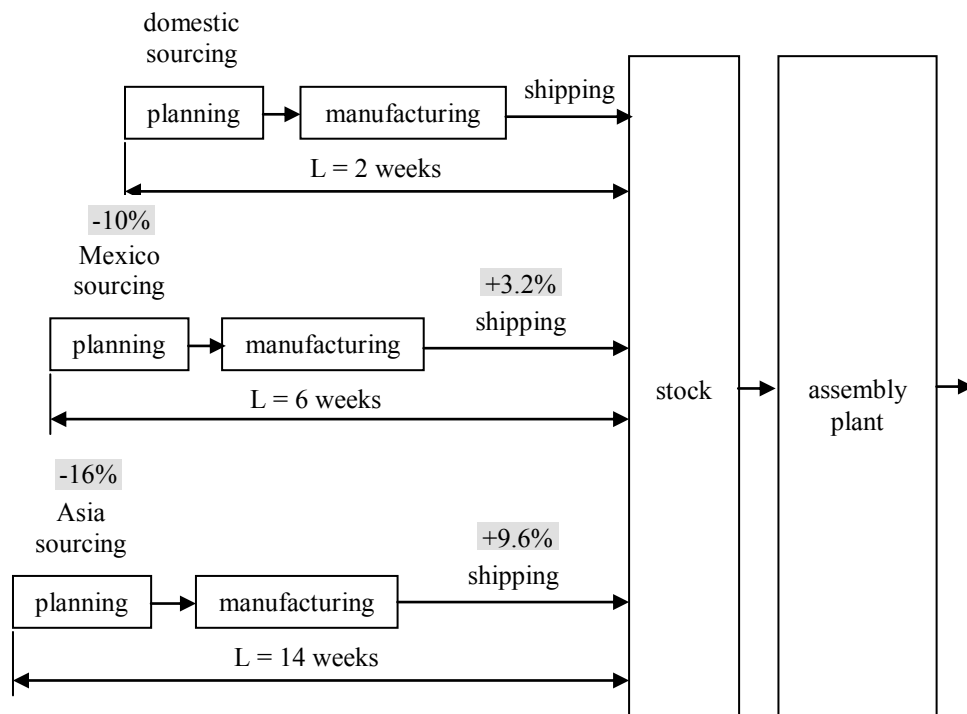 domestic
sourcing
planning
manufacturing
shipping
L = 2 weeks
-10%
Mexico
sourcing
+3.2%
shipping
planning
manufacturing
L = 6 weeks
stock
assembly
plant
-16%
Asia
sourcing
+9.6%
shipping
planning
manufacturing
L = 14 weeks